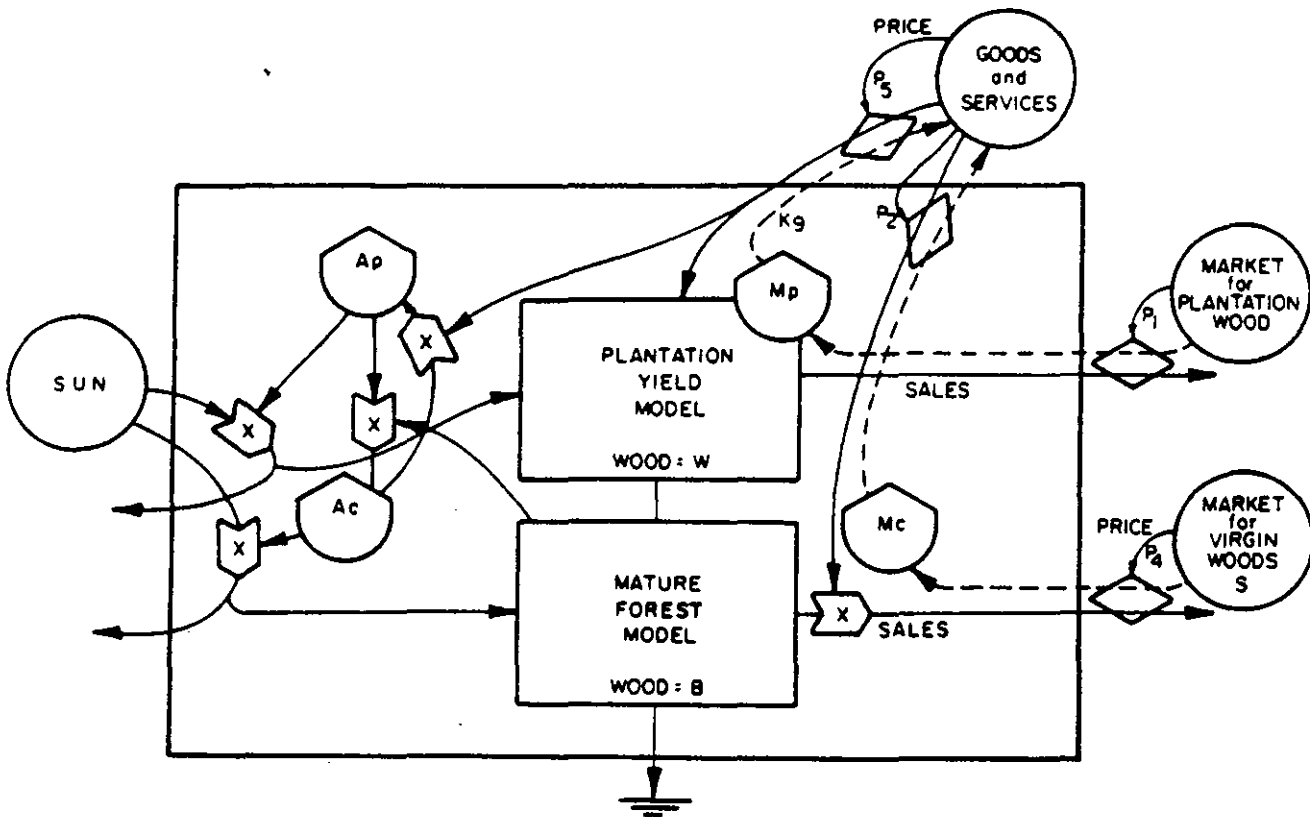 PRICE
GOODS
and
SERVICES
P5
K9
P2
Ap
Mp
X
MARKET
for
PLANTATION
WOOD
P1
SUN
PLANTATION
YIELD
MODEL
WOOD = W
SALES
X
X
Ac
Mc
PRICE
MARKET
for
VIRGIN
WOODS
S
P4
X
MATURE
FOREST
MODEL
WOOD = B
X
SALES